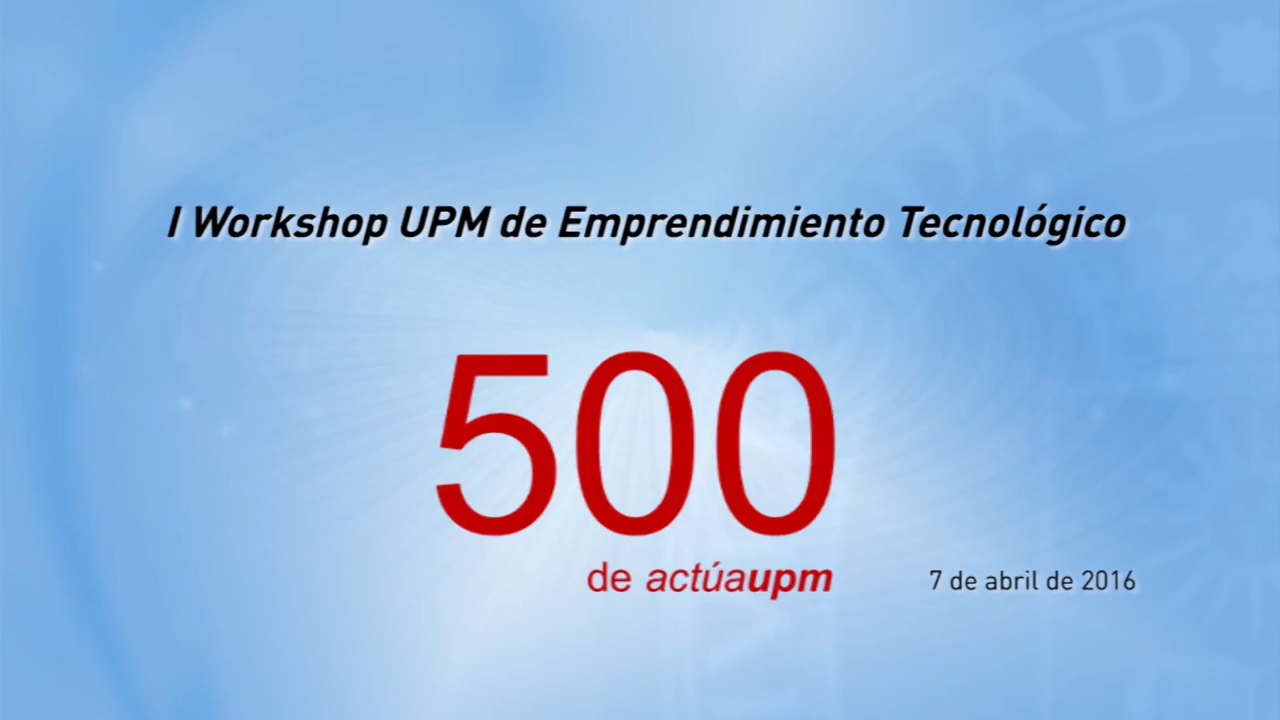 I Workshop UPM de Emprendimiento Tecnológico
500
de actúaupm
7 de abril de 2016